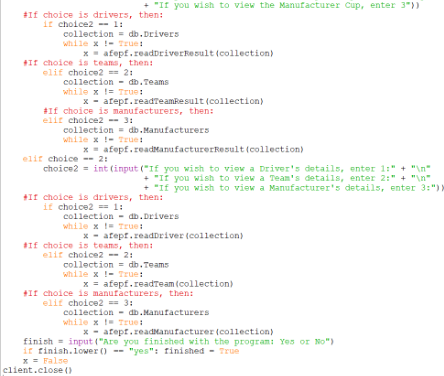 + "If you wish to view the Manufacturer Cup, enter 3"))
#If choice is drivers, then:
if choice2 == 1:
collection = db.Drivers
while x != True:
x = afepf.readDriverResult(collection)
#If choice is teams, then:
elif choice2 == 2:
collection = db.Teams
while x != True:
x = afepf.readTeamResult(collection)
#If choice is manufacturers, then:
elif choice2 == 3:
collection = db.Manufacturers
while x != True:
x = afepf.readManufacturerResult(collection)
elif choice == 2:
choice2 = int(input("If you wish to view a Driver's details, enter 1:" + "\n"
+ "If you wish to view a Team's details, enter 2:" + "\n"
+ "If you wish to view a Manufacturer's details, enter 3:"))
#If choice is drivers, then:
if choice2 == 1:
collection = db.Drivers
while x != True:
x = afepf.readDriver(collection)
#If choice is teams, then:
elif choice2 == 2:
collection = db.Teams
while x != True:
x = afepf.readTeam(collection)
#If choice is manufacturers, then:
elif choice2 == 3:
collection = db.Manufacturers
while x != True:
x = afepf.readManufacturer(collection)
finish = input("Are you finished with the program: Yes or No")
if finish.lower() == "yes": finished = True
x = False
client.close()